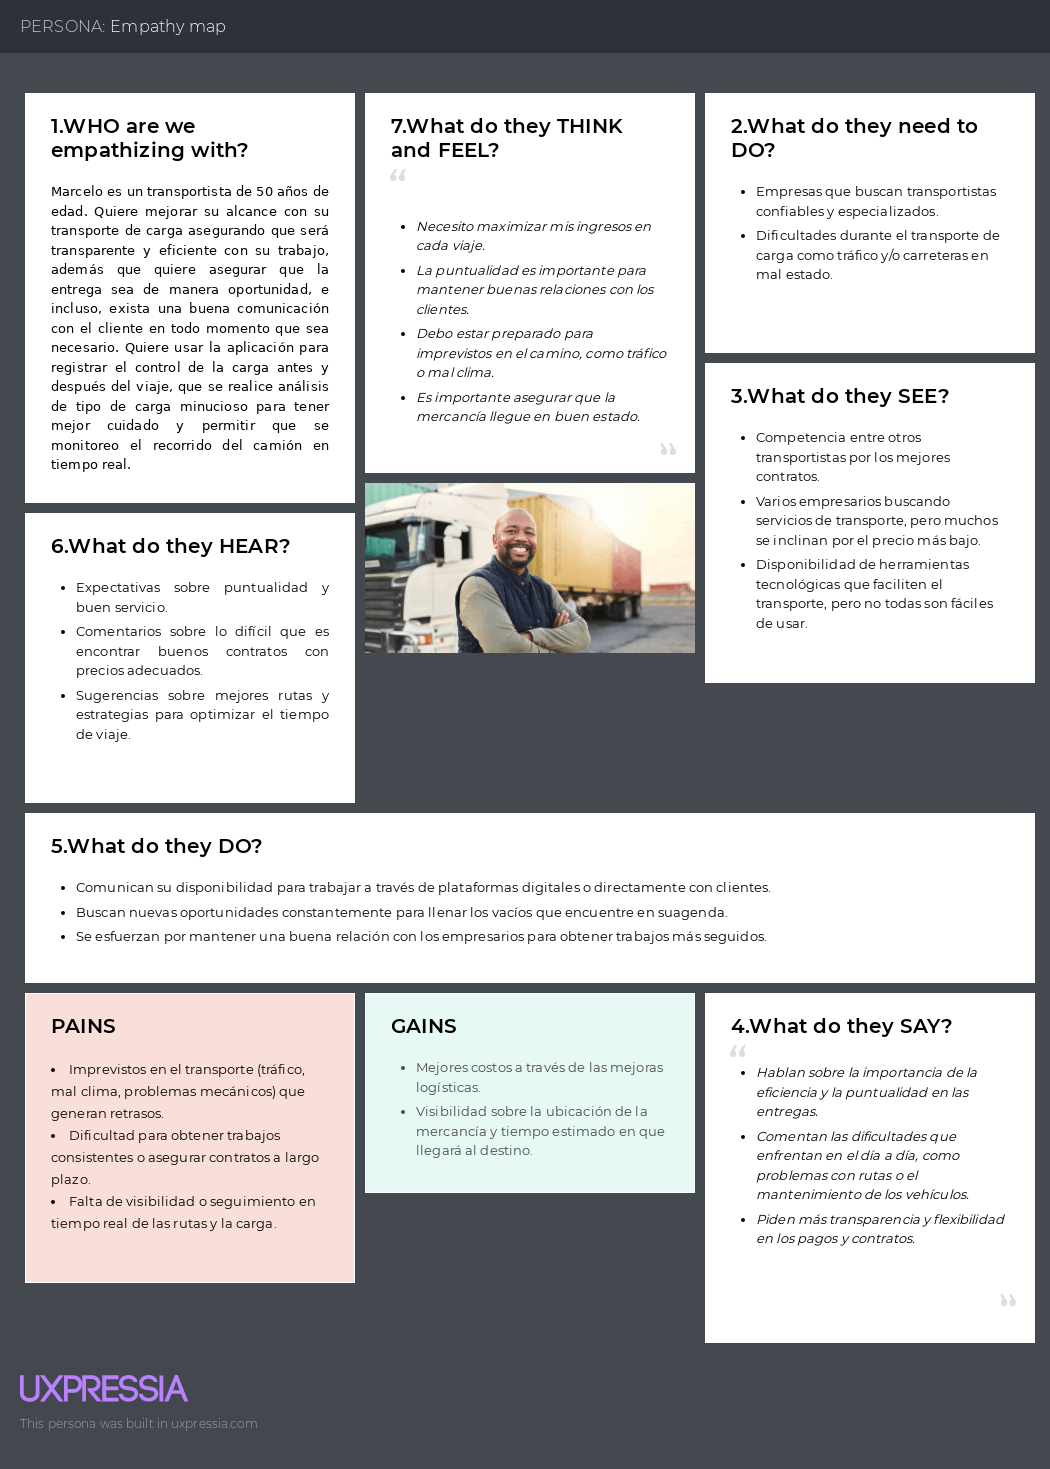 PERSONA: Empathy map
1.WHO are we
empathizing with?
Marcelo es un transportista de 50 años de
edad. Quiere mejorar su alcance con su
transporte de carga asegurando que será
transparente y eficiente con su trabajo,
además que quiere asegurar que la
entrega sea de manera oportunidad, e
incluso, exista una buena comunicación
con el cliente en todo momento que sea
necesario. Quiere usar la aplicación para
registrar el control de la carga antes y
después del viaje, que se realice análisis
de tipo de carga minucioso para tener
mejor cuidado y permitir que se
monitoreo el recorrido del camión en
tiempo real.
7.What do they THINK
and FEEL?
“
• Necesito maximizar mis ingresos en
cada viaje.
• La puntualidad es importante para
mantener buenas relaciones con los
clientes.
• Debo estar preparado para
imprevistos en el camino, como tráfico
o mal clima.
• Es importante asegurar que la
mercancía llegue en buen estado.
”
2.What do they need to
DO?
• Empresas que buscan transportistas
confiables y especializados.
• Dificultades durante el transporte de
carga como tráfico y/o carreteras en
mal estado.
3.What do they SEE?
• Competencia entre otros
transportistas por los mejores
contratos.
• Varios empresarios buscando
servicios de transporte, pero muchos
se inclinan por el precio más bajo.
• Disponibilidad de herramientas
tecnológicas que faciliten el
transporte, pero no todas son fáciles
de usar.
6.What do they HEAR?
• Expectativas sobre puntualidad y
buen servicio.
• Comentarios sobre lo difícil que es
encontrar buenos contratos con
precios adecuados.
• Sugerencias sobre mejores rutas y
estrategias para optimizar el tiempo
de viaje.
5.What do they DO?
• Comunican su disponibilidad para trabajar a través de plataformas digitales o directamente con clientes.
• Buscan nuevas oportunidades constantemente para llenar los vacíos que encuentre en suagenda.
• Se esfuerzan por mantener una buena relación con los empresarios para obtener trabajos más seguidos.
PAINS
• Imprevistos en el transporte (tráfico,
mal clima, problemas mecánicos) que
generan retrasos.
• Dificultad para obtener trabajos
consistentes o asegurar contratos a largo
plazo.
• Falta de visibilidad o seguimiento en
tiempo real de las rutas y la carga.
GAINS
• Mejores costos a través de las mejoras
logísticas.
• Visibilidad sobre la ubicación de la
mercancía y tiempo estimado en que
llegará al destino.
4.What do they SAY?
“
• Hablan sobre la importancia de la
eficiencia y la puntualidad en las
entregas.
• Comentan las dificultades que
enfrentan en el día a día, como
problemas con rutas o el
mantenimiento de los vehículos.
• Piden más transparencia y flexibilidad
en los pagos y contratos.
”
UXPRESSIA
This persona was built in uxpressia.com